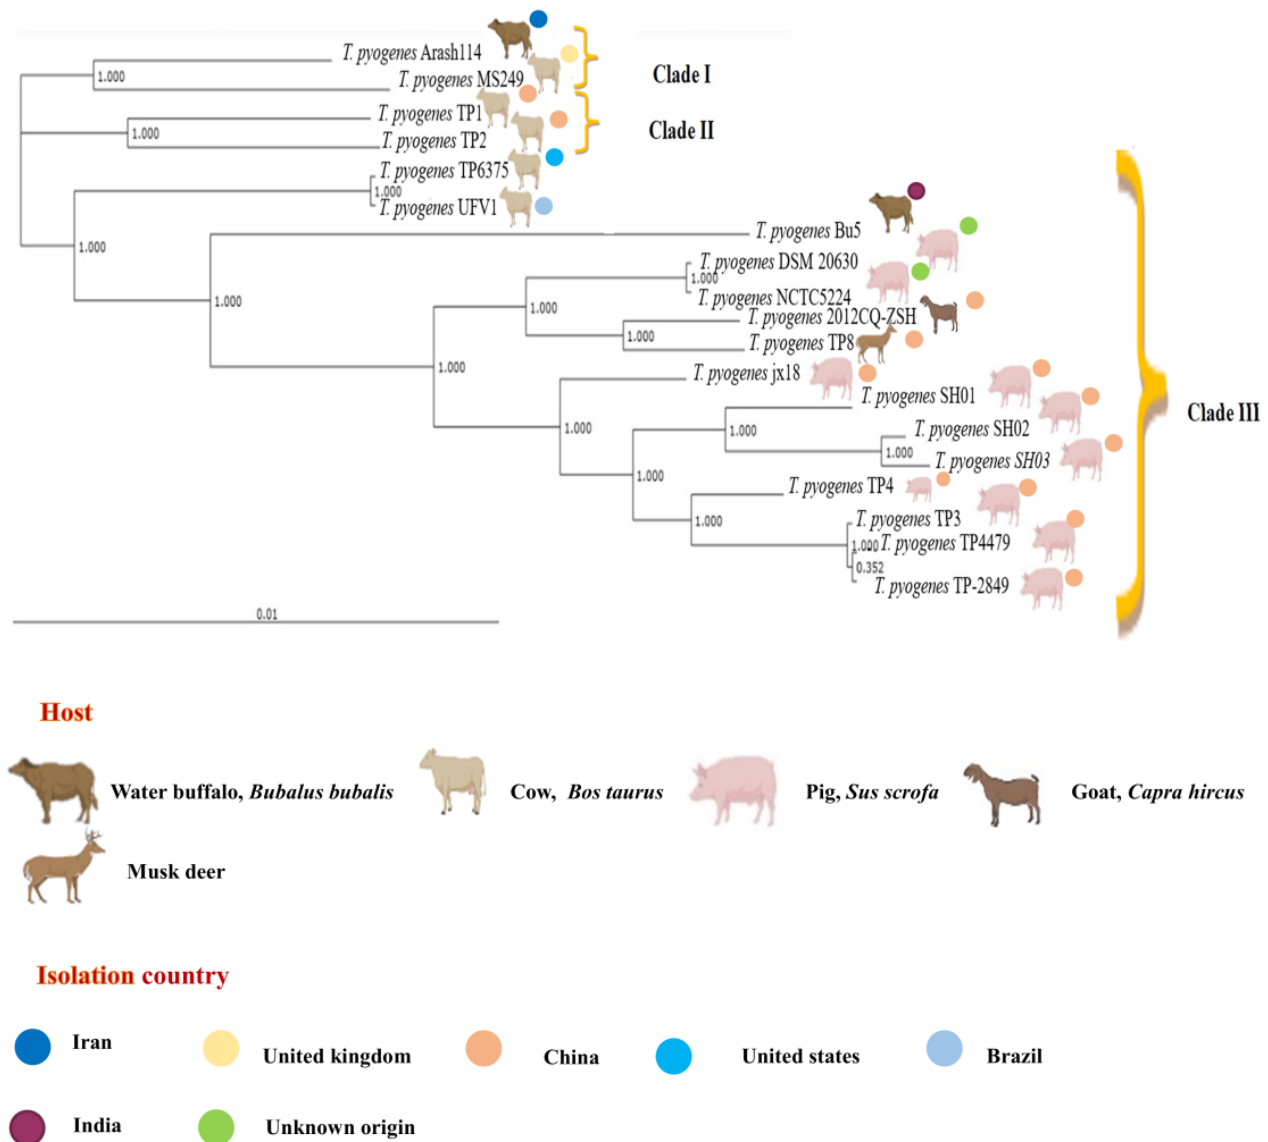 T. pyogenes Arash114
1.000
T. pyogenes MS249
Clade I
T. pyogenes TP1
1.000
T. pyogenes TP2
Clade II
T. pyogenes TP6375
1.000
T. pyogenes UFV1
1.000
T. pyogenes Bu5
T. pyogenes DSM 20630
1.000
T. pyogenes NCTC5224
1.000
1.000
T. pyogenes 2012CQ-ZSH
1.000
T. pyogenes TP8
1.000
T. pyogenes jx18
T. pyogenes SH01
Clade III
1.000
1.000
T. pyogenes SH02
1.000
T. pyogenes SH03
1.000
T. pyogenes TP4
1.000
T. pyogenes TP3
1.000 T. pyogenes TP4479
0.352
T. pyogenes TP-2849
0.01
Host
Water buffalo, Bubalus bubalis
Cow, Bos taurus
Pig, Sus scrofa
Goat, Capra hircus
Musk deer
Isolation country
Iran
United kingdom
China
United states
Brazil
India
Unknown origin